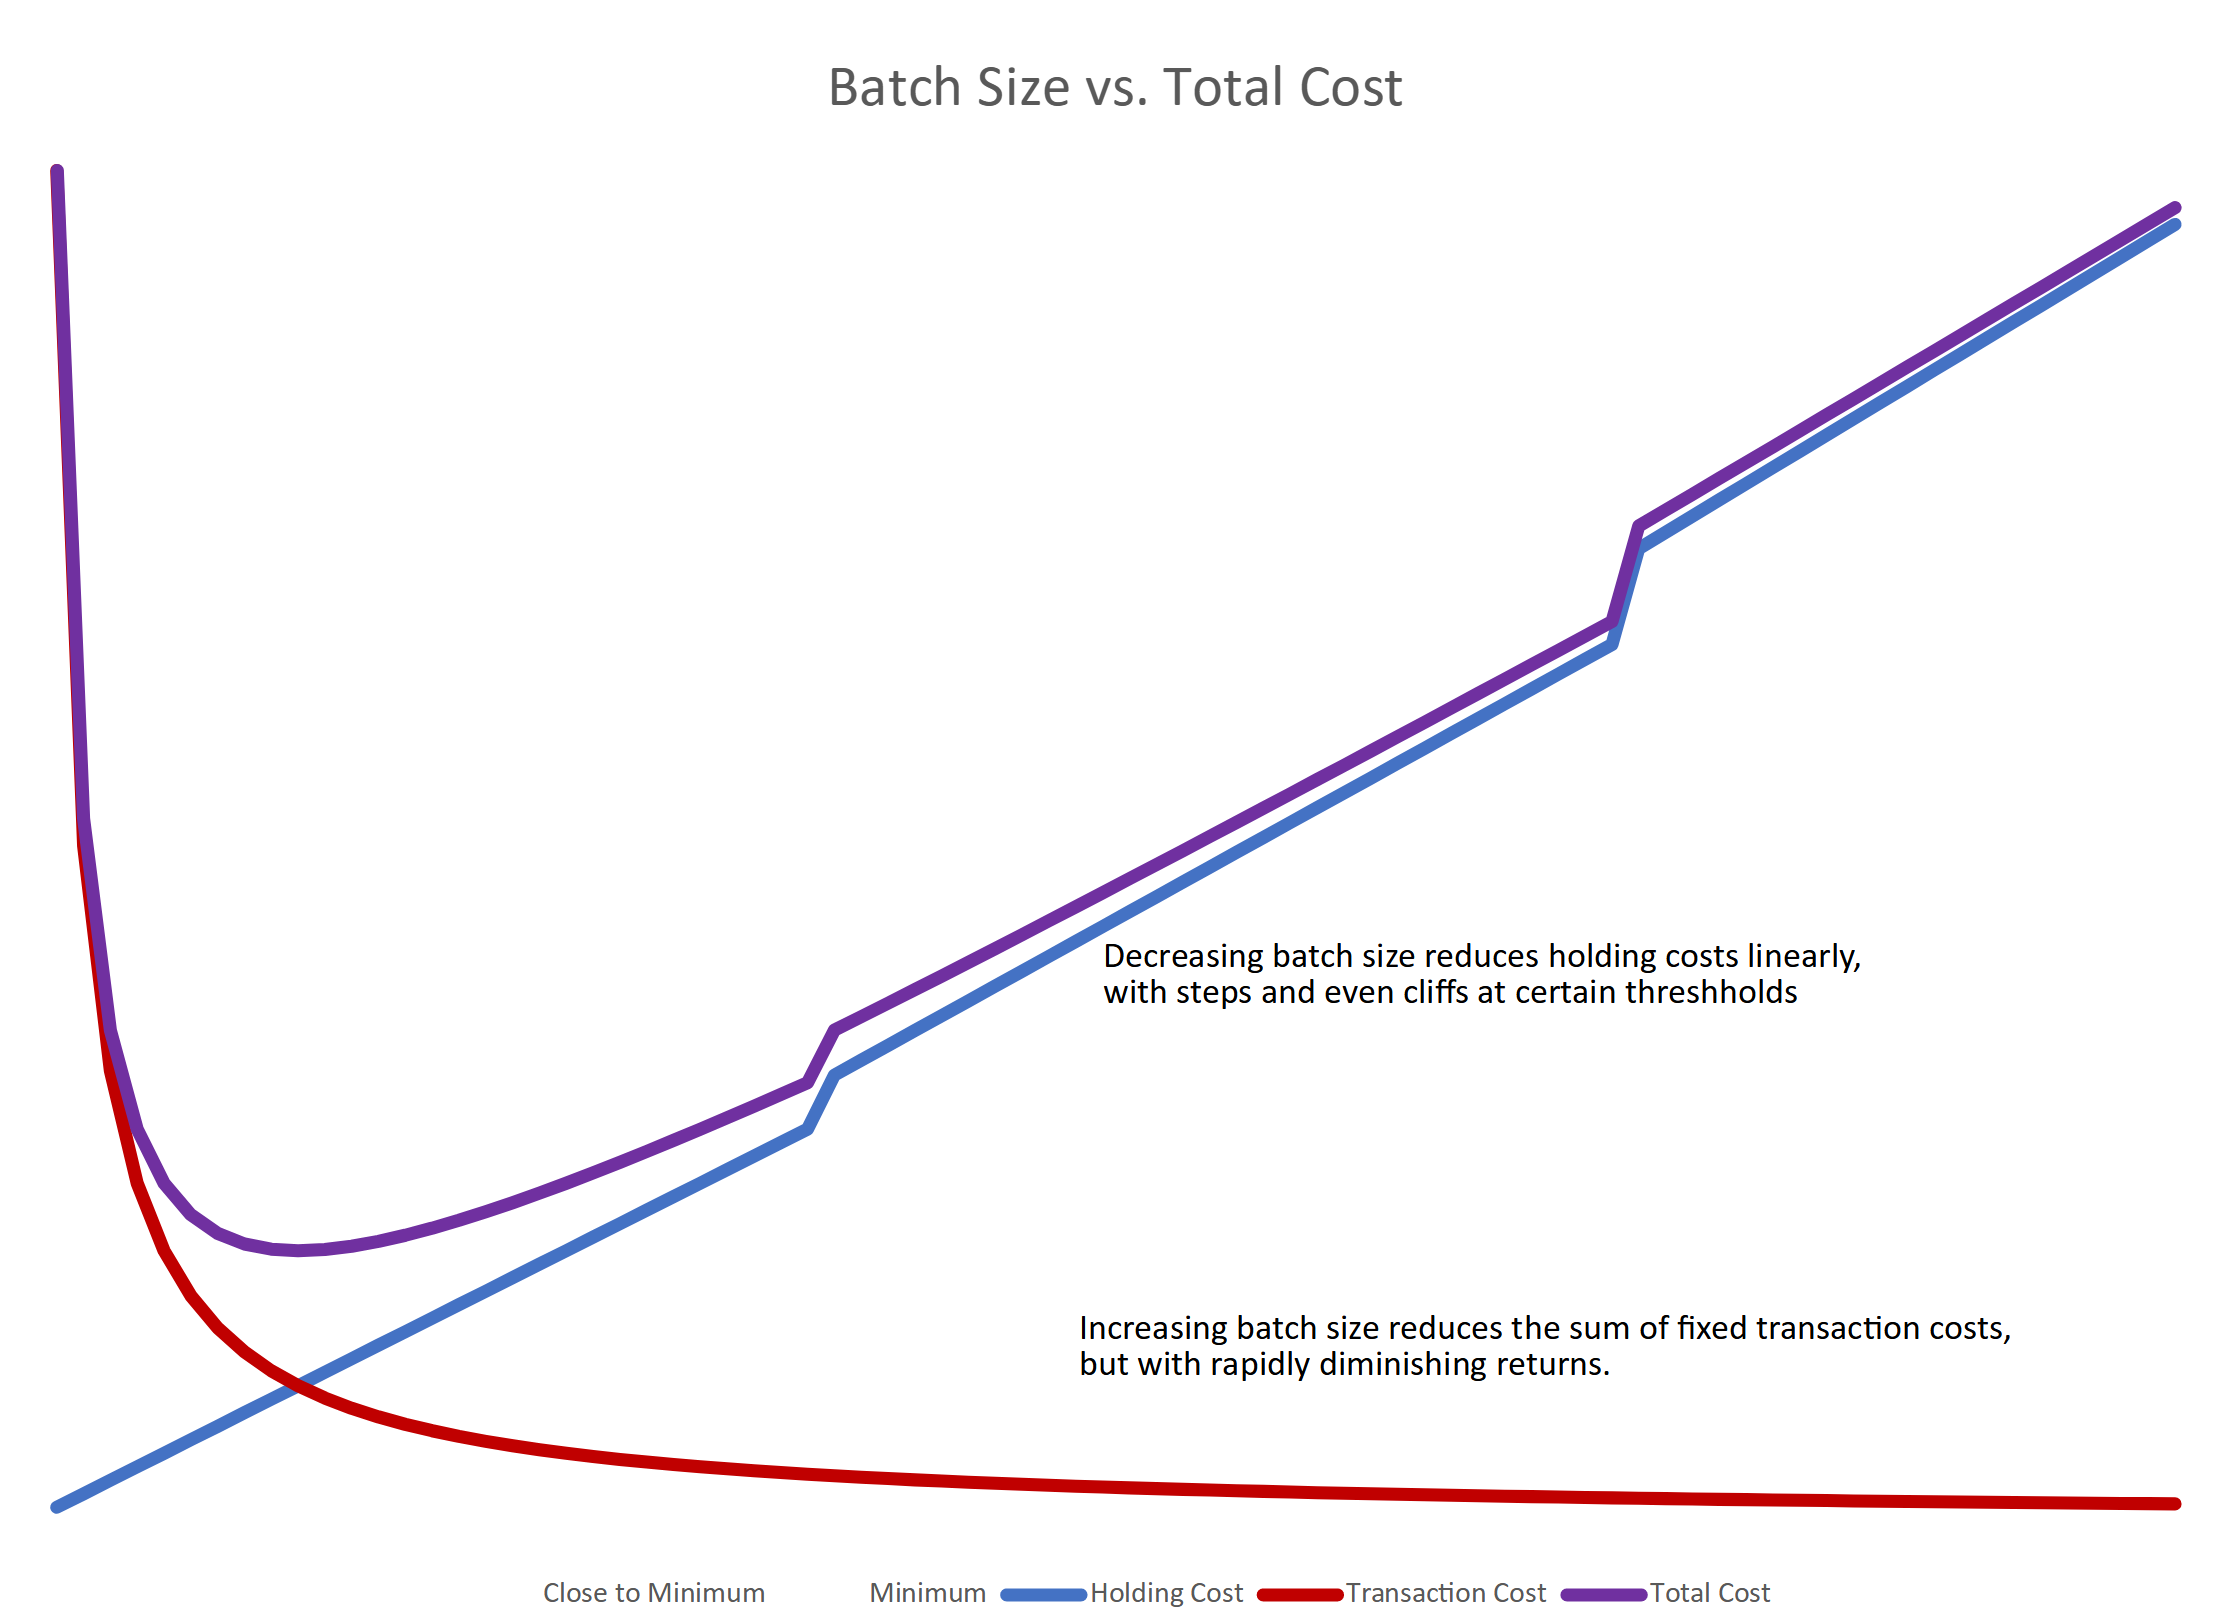 Batch Size vs. Total Cost
Decreasing batch size reduces holding costs linearly,
with steps and even cliffs at certain threshholds
Increasing batch size reduces the sum of fixed transaction costs,
but with rapidly diminishing returns.
Close to Minimum Minimum Holding Cost Transaction Cost Total Cost